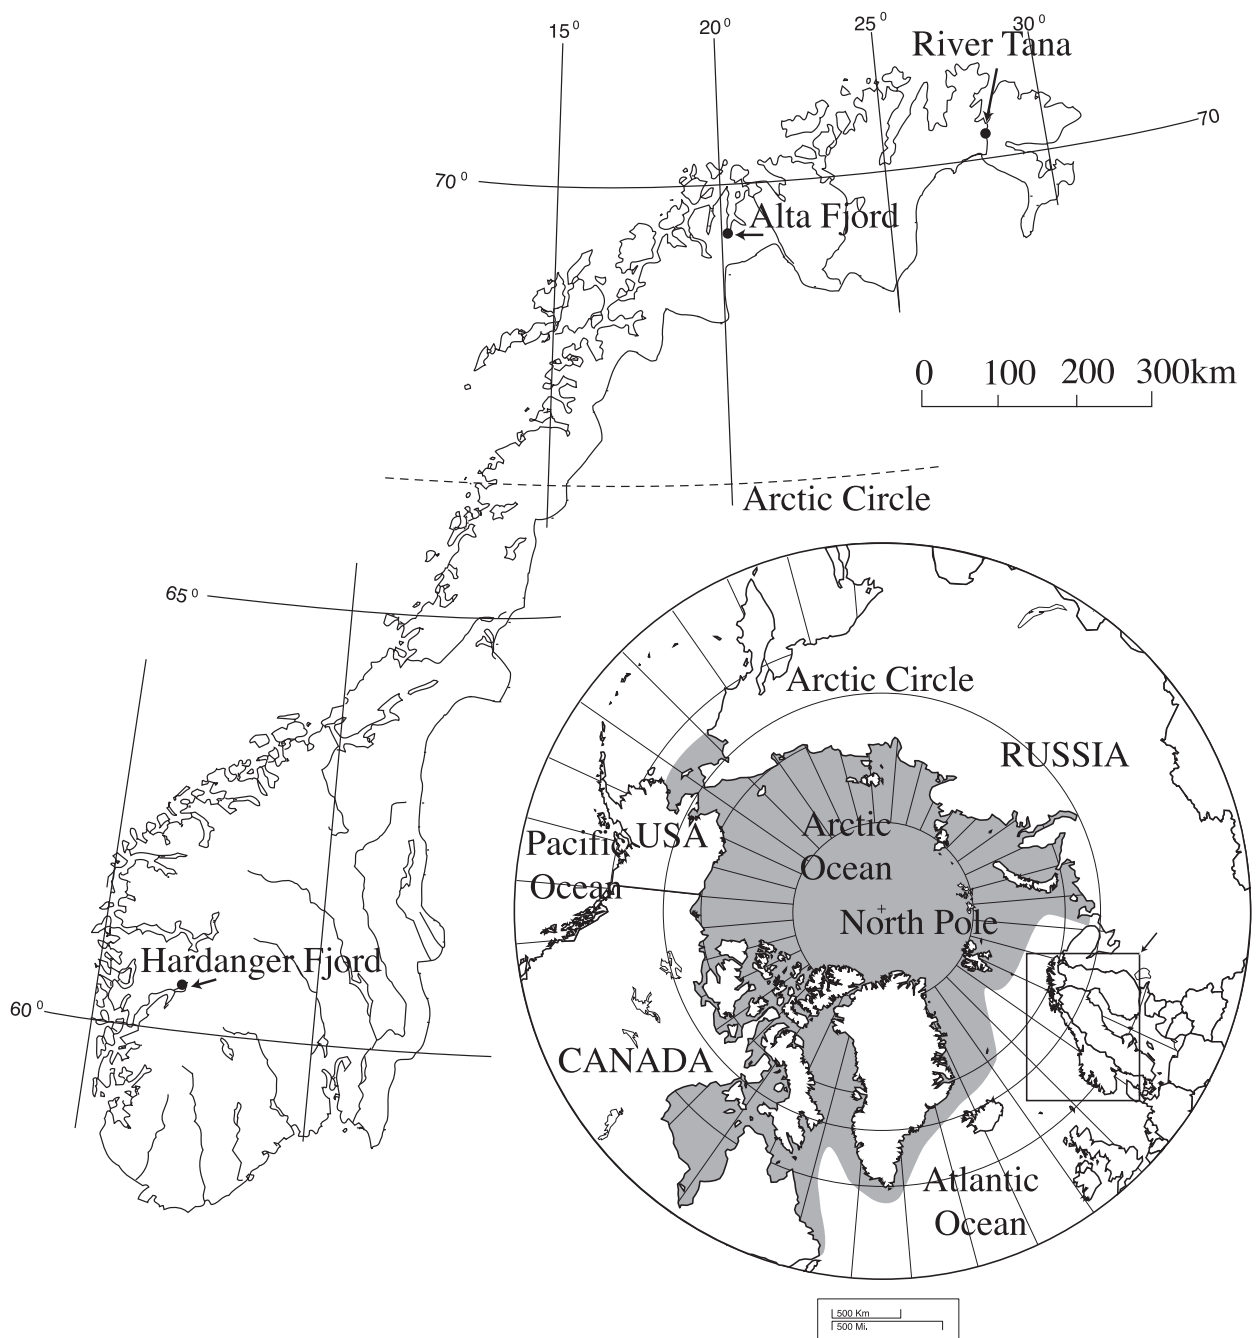 15⁰
20⁰
25⁰
30⁰
River Tana
70
70⁰
Alta Fjord
0 100 200 300km
Arctic Circle
65⁰
Arctic Circle
RUSSIA
Arctic
Ocean
USA
Pacific
Ocean
North Pole
+
Hardanger Fjord
60⁰
CANADA
Atlantic
Ocean
500 Km
500 Mi.